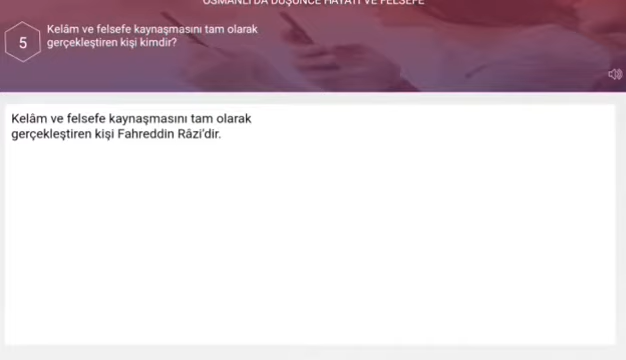 OSMANLI'DA DÜŞÜNCE HAYATI VE FELSEFE
5
Kelâm ve felsefe kaynaşmasını tam olarak
gerçekleştiren kişi kimdir?
Kelâm ve felsefe kaynaşmasını tam olarak
gerçekleştiren kişi Fahreddin Râzi'dir.